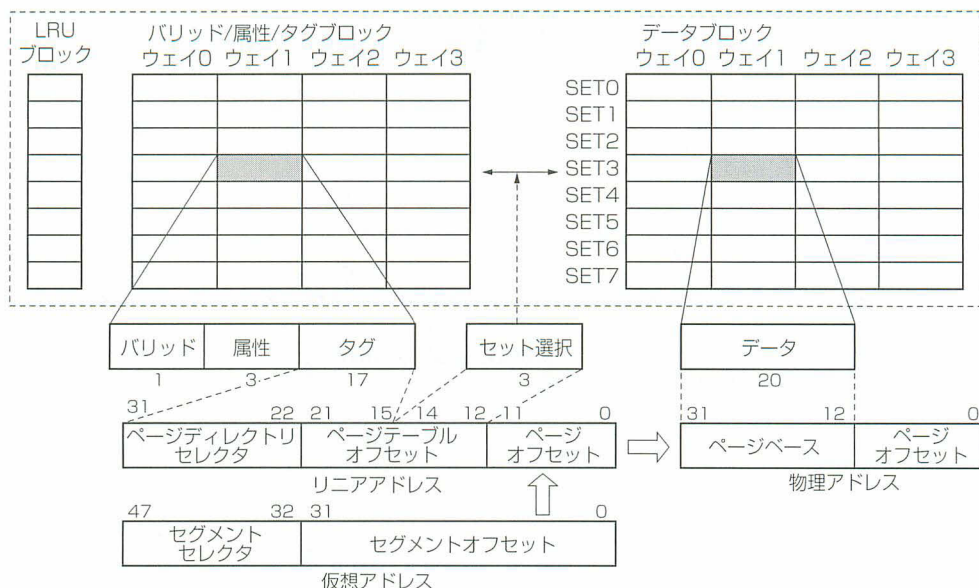 LRU
ブロック
バリッド/属性/タグブロック
ウェイ0 ウェイ1 ウェイ2 ウェイ3
データブロック
ウェイ0 ウェイ1 ウェイ2 ウェイ3
SET0
SET1
SET2
SET3
SET4
SET5
SET6
SET7
バリッド 属性 タグ
1 3 17
セット選択
3
データ
20
31 22 21 15 14 12 11 0
ページディレクトリ
セレクタ
ページテーブル
オフセット
ページ
オフセット
リニアアドレス
31 12 0
ページベース
ページ
オフセット
物理アドレス
47 32 31 0
セグメント
セレクタ
セグメントオフセット
仮想アドレス